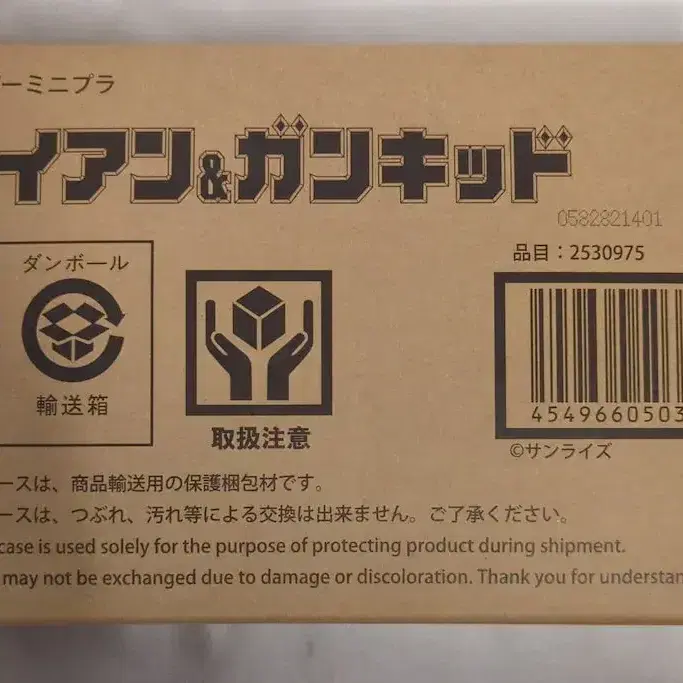 ーミニプラ
イアン&ガンキッド
0582821401
品目：2530975
ダンボール
輸送箱
取扱注意
4549660503
©サンライズ
ースは、商品輸送用の保護梱包材です。
ースは、つぶれ、汚れ等による交換は出来ません。ご了承ください。
case is used solely for the purpose of protecting product during shipment.
may not be exchanged due to damage or discoloration. Thank you for understan